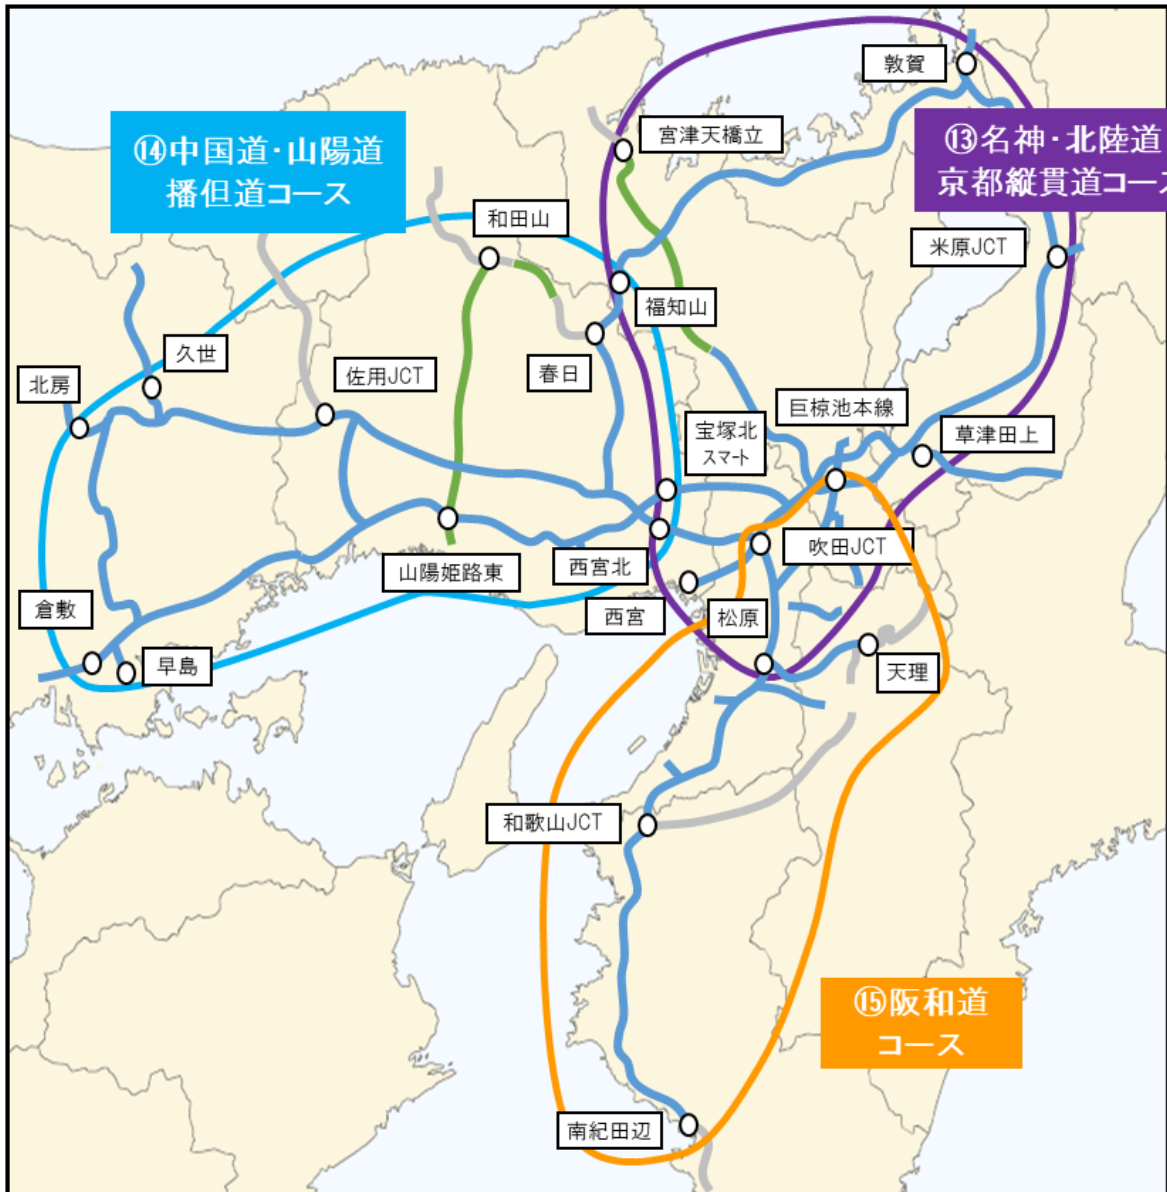 敦賀
宮津天橋立
⑬名神・北陸道
京都縦貫道コース
⑭中国道・山陽道
播但道コース
和田山
米原JCT
福知山
久世
春日
佐用JCT
北房
巨椋池本線
宝塚北
スマート
草津田上
吹田JCT
西宮北
山陽姫路東
倉敷
西宮
松原
早島
天理
和歌山JCT
⑮阪和道
コース
南紀田辺